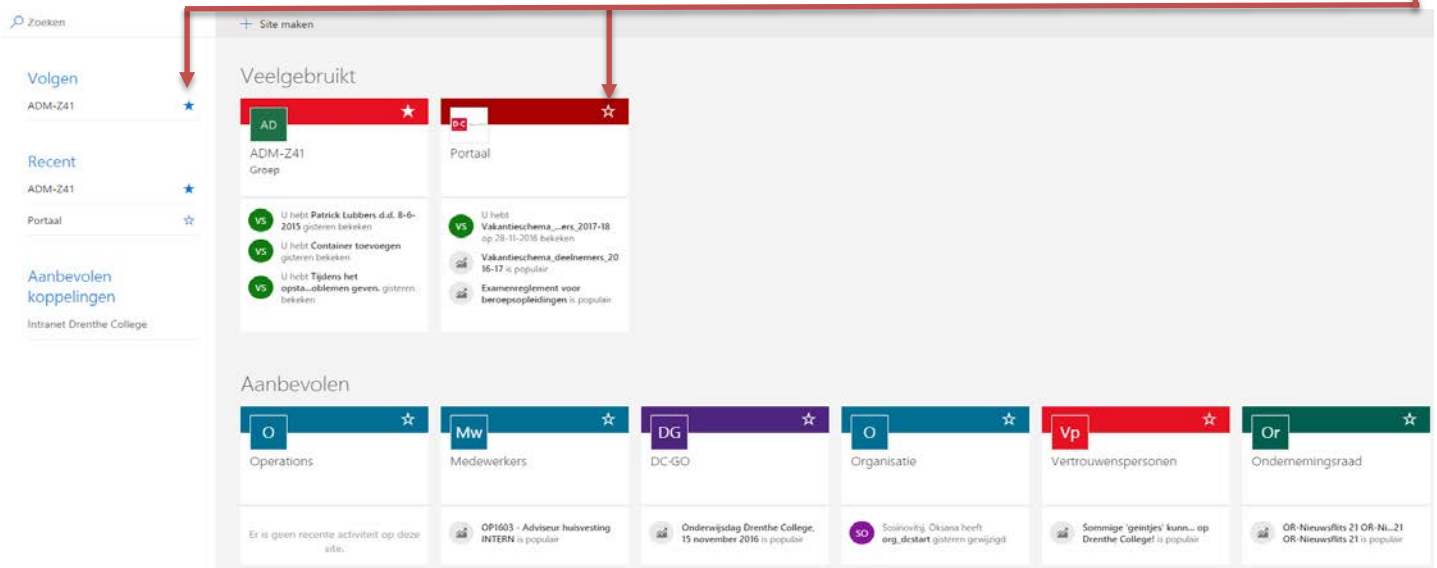 Zoeken
Site maken
Volgen
ADM-Z41
Recent
ADM-Z41
Portaal
Aanbevolen
koppelingen
Intranet Drenthe College
Veelgebruikt
AD
ADM-Z41
Groep
VS
U hebt Patrick Lubbers d.d. 8-6-
2015 gisteren bekeken
VS
U hebt Container toevoegen
gisteren bekeken
VS
U hebt Tijdens het
opsta...oblemen geven. gisteren
bekeken
D-C
Portaal
VS
U hebt
Vakantieschema_...ers_2017-18
op 28-11-2016 bekeken
Vakantieschema_deelnemers_20
16-17 is populair
Examenreglement voor
beroepsopleidingen is populair
Aanbevolen
O
Operations
Er is geen recente activiteit op deze
site.
Mw
Medewerkers
OP1603 - Adviseur huisvesting
INTERN is populair
DG
DC-GO
Onderwijsdag Drenthe College,
15 november 2016 is populair
O
Organisatie
SO
Sosinovitsj, Oksana heeft
org_dcstart gisteren gewijzigd
Vp
Vertrouwenspersonen
Sommige 'geintjes' kunn... op
Drenthe College! is populair
Or
Ondernemingsraad
OR-Nieuwsflits 21 OR-Ni...21
OR-Nieuwsflits 21 is populair